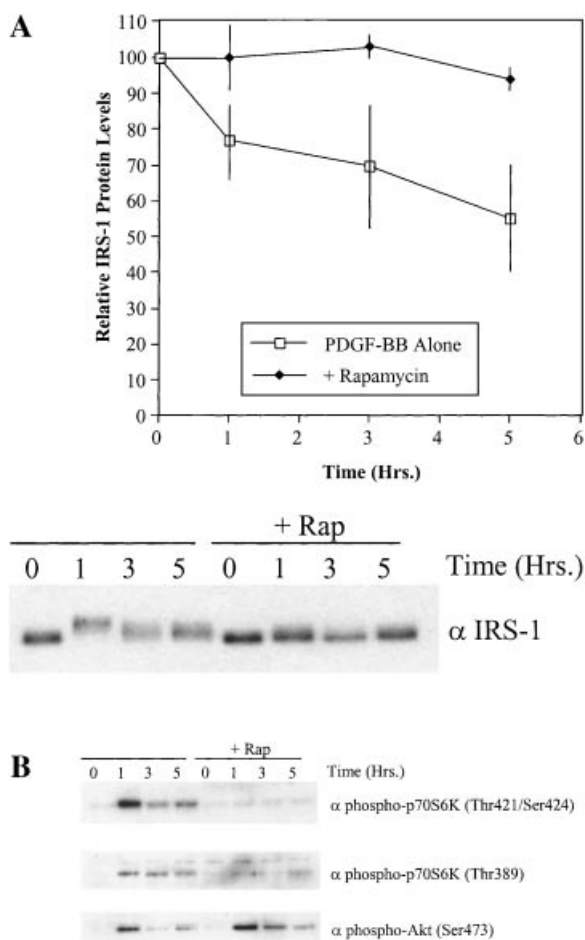 A
110
100
90
80
70
60
50
40
30
20
10
0
Relative IRS-1 Protein Levels
PDGF-BB Alone
+ Rapamycin
0 1 2 3 4 5 6
Time (Hrs.)
+ Rap
0 1 3 5 0 1 3 5 Time (Hrs.)
α IRS-1
B
+ Rap
0 1 3 5 0 1 3 5 Time (Hrs.)
α phospho-p70S6K (Thr421/Ser424)
α phospho-p70S6K (Thr389)
α phospho-Akt (Ser473)